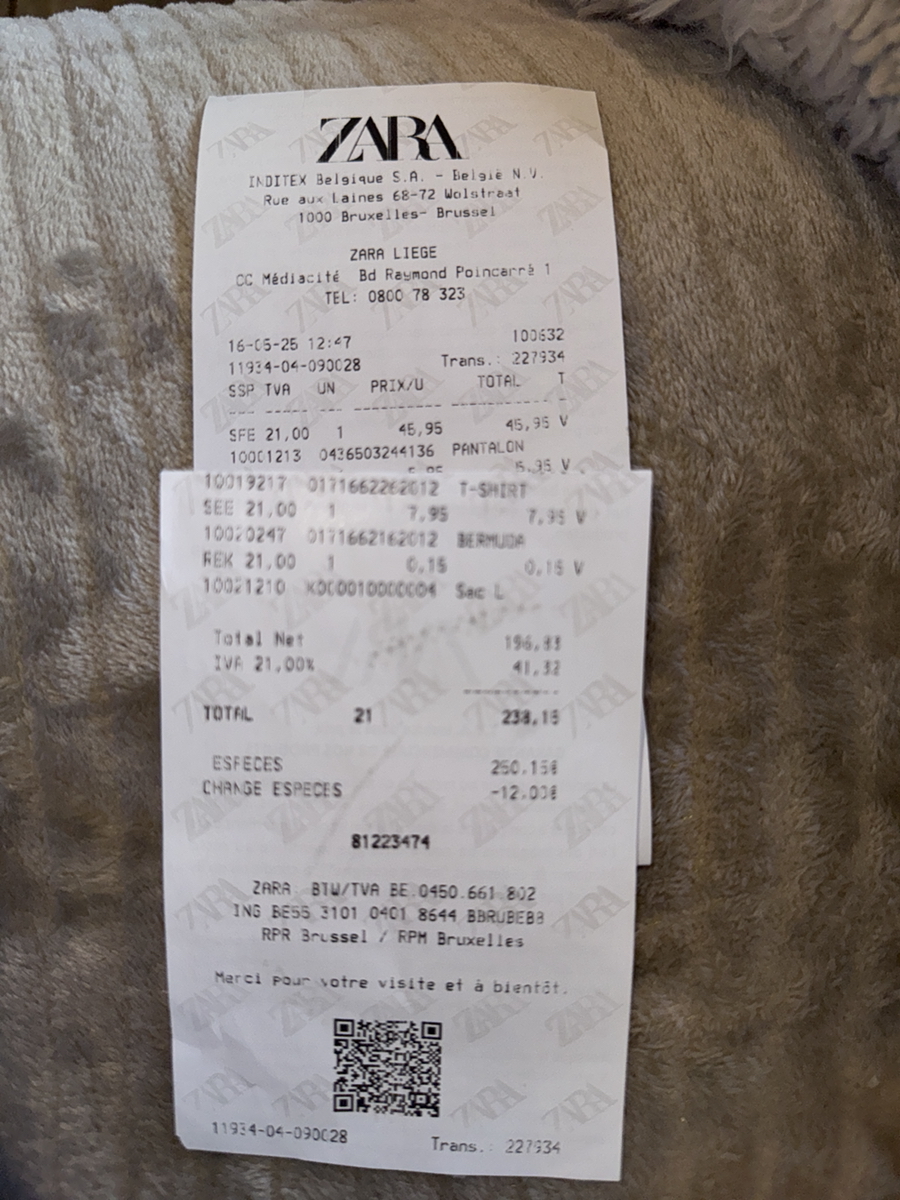 ZARA
INDITEX Belgique S.A. - België N.V.
Rue aux Laines 68-72 Wolstraat
1000 Bruxelles- Brussel
ZARA LIEGE
CC Médiacité Bd Raymond Poincarré 1
TEL: 0800 78 323
16-05-25 12:47 100632
11934-04-090028 Trans.: 227934
SSP TVA UN PRIX/U TOTAL T
SFE 21,00 1 45,95 45,95 V
10001213 0436503244136 PANTALON
5,95 V
10019217 0171662262012 T-SHIRT
SEE 21,00 1 7,95 7,95 V
10020247 0171662162012 BERMUDA
REK 21,00 1 0,15 0,15 V
10021210 X000010000004 Sac L
Total Net 196,83
IVA 21,00% 41,32
TOTAL 21 238,15
ESPECES 250.15€
CHANGE ESPECES -12.00€
81223474
ZARA BTW/TVA BE.0450.661.802
ING BE55 3101 0401 8644 BBRUBEBB
RPR Brussel / RPM Bruxelles
Merci pour votre visite et à bientôt.
11934-04-090028 Trans.: 227934